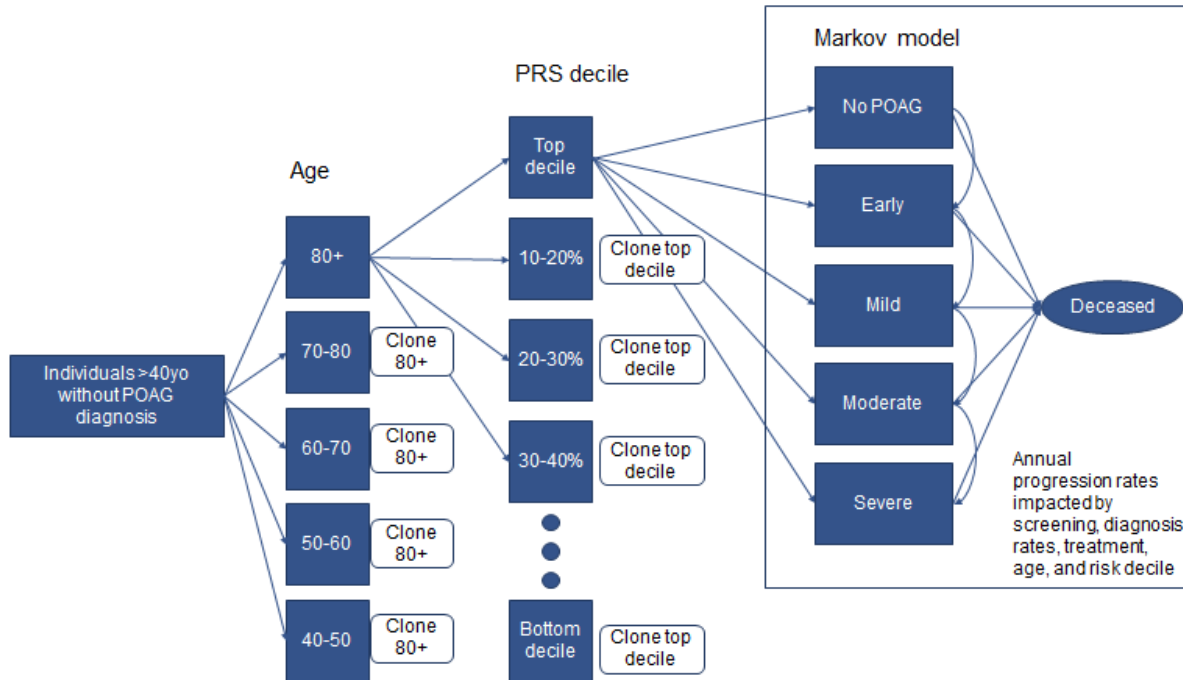 Individuals >40yo
without POAG
diagnosis
Age
80+
70-80
Clone
80+
60-70
Clone
80+
50-60
Clone
80+
40-50
Clone
80+
PRS decile
Top
decile
10-20%
Clone top
decile
20-30%
Clone top
decile
30-40%
Clone top
decile
Bottom
decile
Clone top
decile
Markov model
No POAG
Early
Mild
Moderate
Severe
Deceased
Annual
progression rates
impacted by
screening, diagnosis
rates, treatment,
age, and risk decile